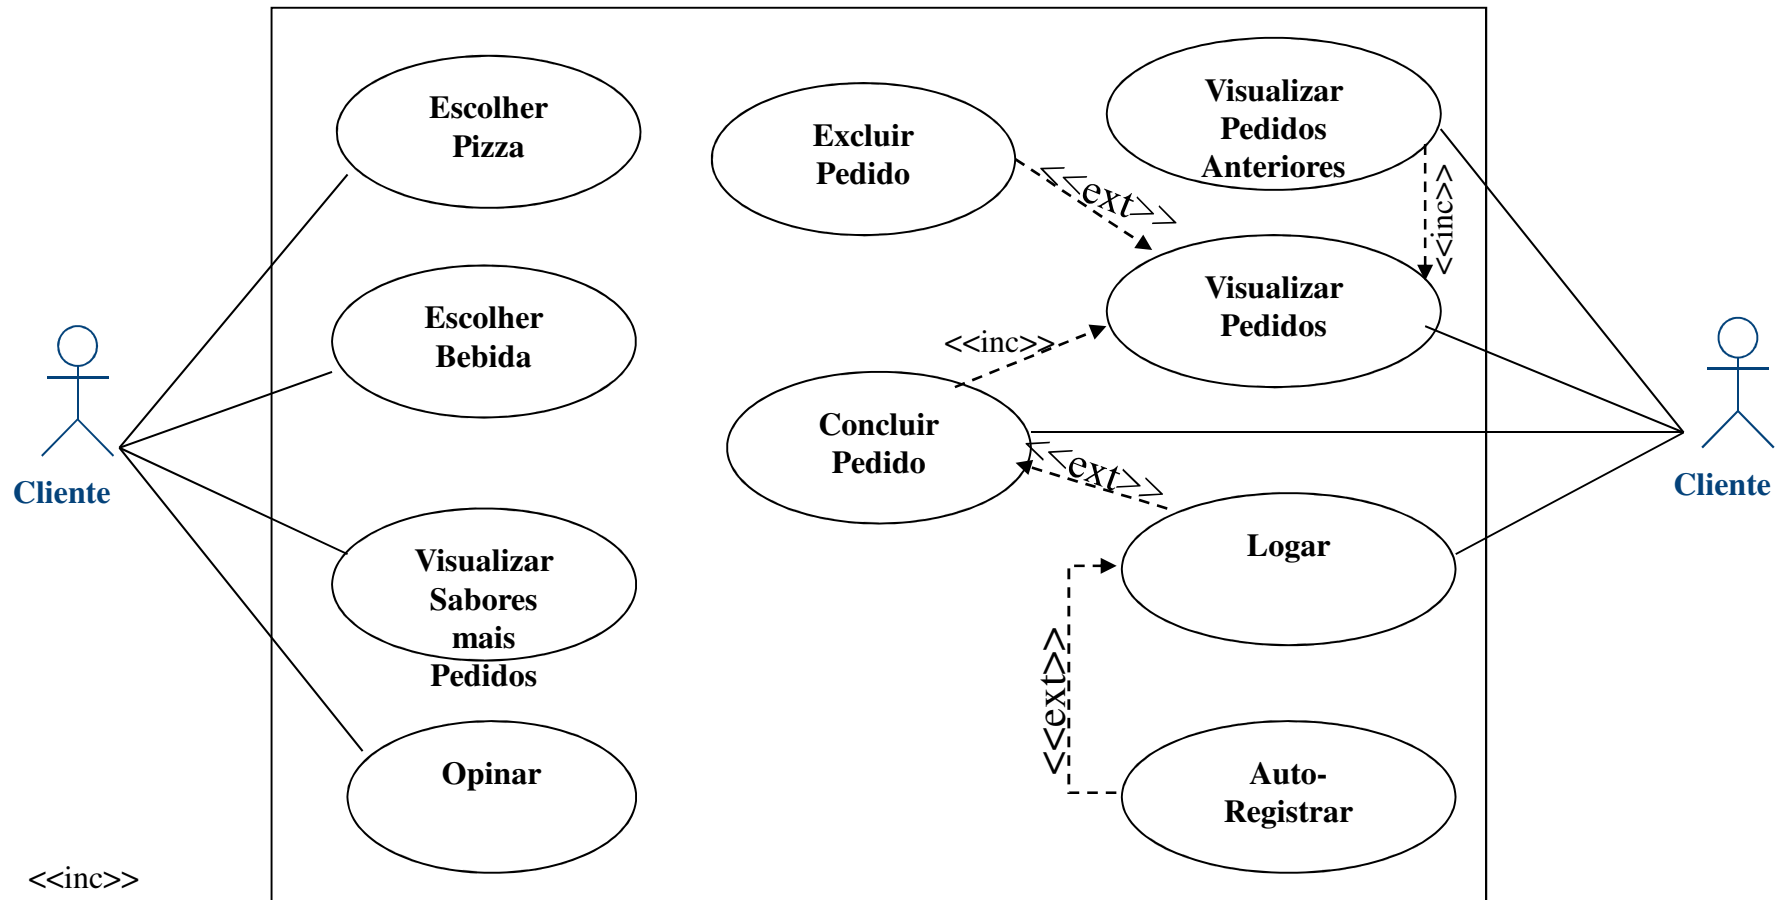 Escolher
Pizza
Excluir
Pedido
Visualizar
Pedidos
Anteriores
<<ext>>
<<inc>>
Escolher
Bebida
Visualizar
Pedidos
<<inc>>
Cliente
Concluir
Pedido
<<ext>>
Cliente
Visualizar
Sabores
mais
Pedidos
Logar
<<ext>>
Opinar
Auto-
Registrar
<<inc>>